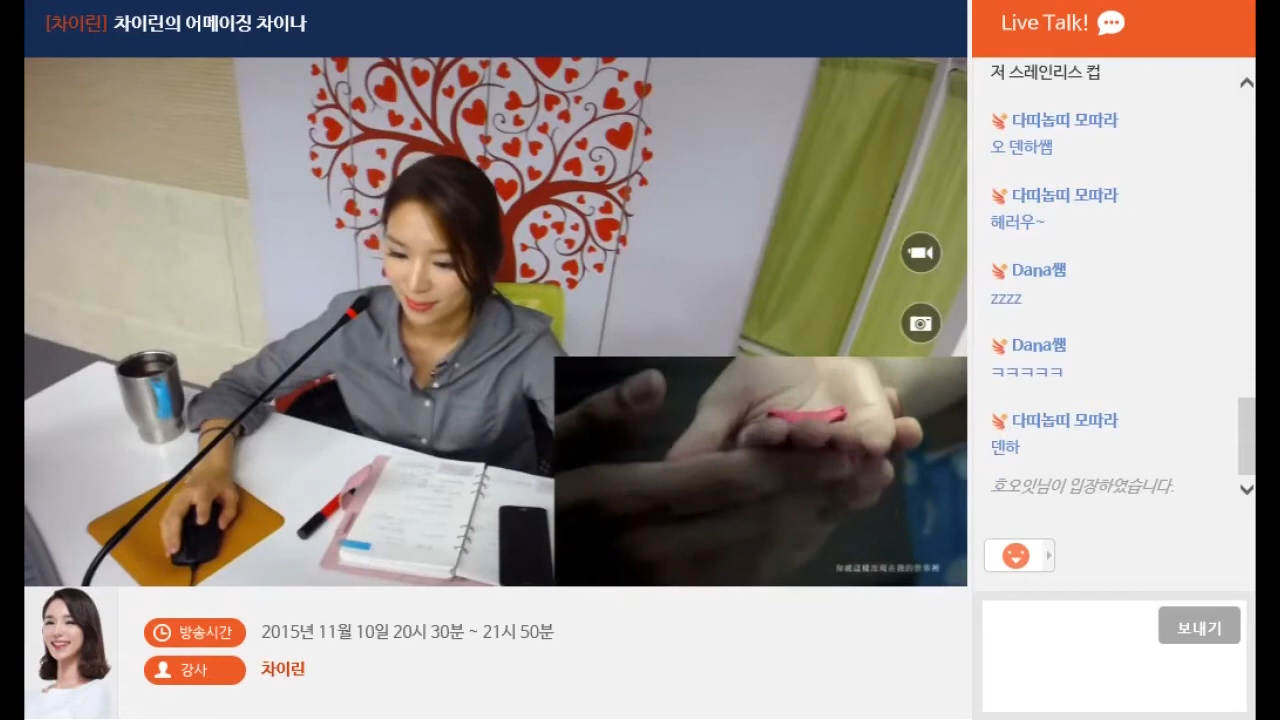 [차이린] 차이린의 어메이징 차이나
Live Talk!
저 스레인리스 컵
다띠놉띠 모따라
오 덴하쌤
다띠놉띠 모따라
헤러우~
Dana쌤
zzzz
Dana쌤
ㅋㅋㅋㅋㅋ
다띠놉띠 모따라
덴하
호오잇님이 입장하였습니다.
보내기
방송시간 2015년 11월 10일 20시 30분 ~ 21시 50분
강사 차이린